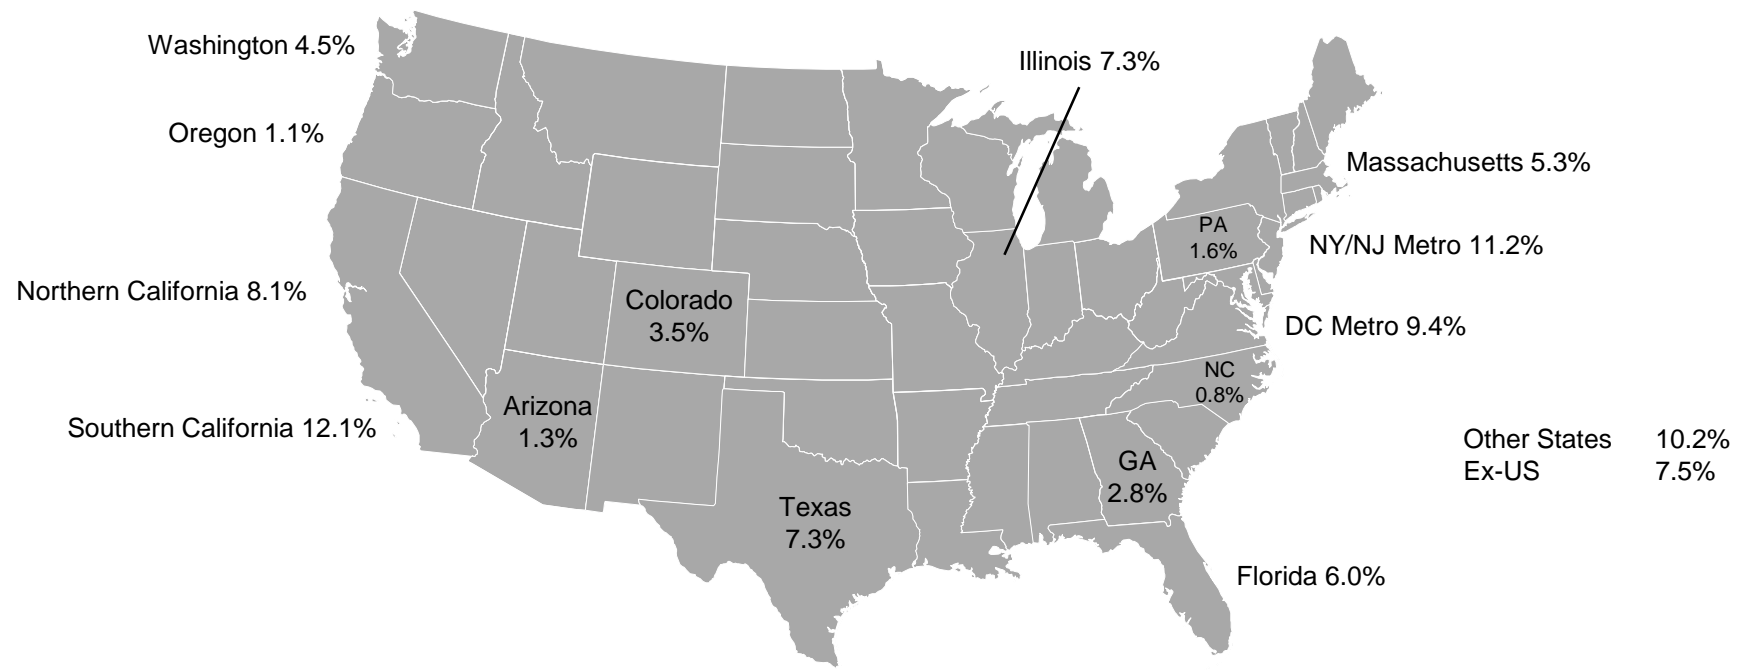 Washington 4.5%
Illinois 7.3%
Oregon 1.1%
Massachusetts 5.3%
PA
1.6%
NY/NJ Metro 11.2%
Northern California 8.1%
Colorado
3.5%
DC Metro 9.4%
NC
0.8%
Arizona
1.3%
Southern California 12.1%
Other States 10.2%
Ex-US 7.5%
GA
2.8%
Texas
7.3%
Florida 6.0%